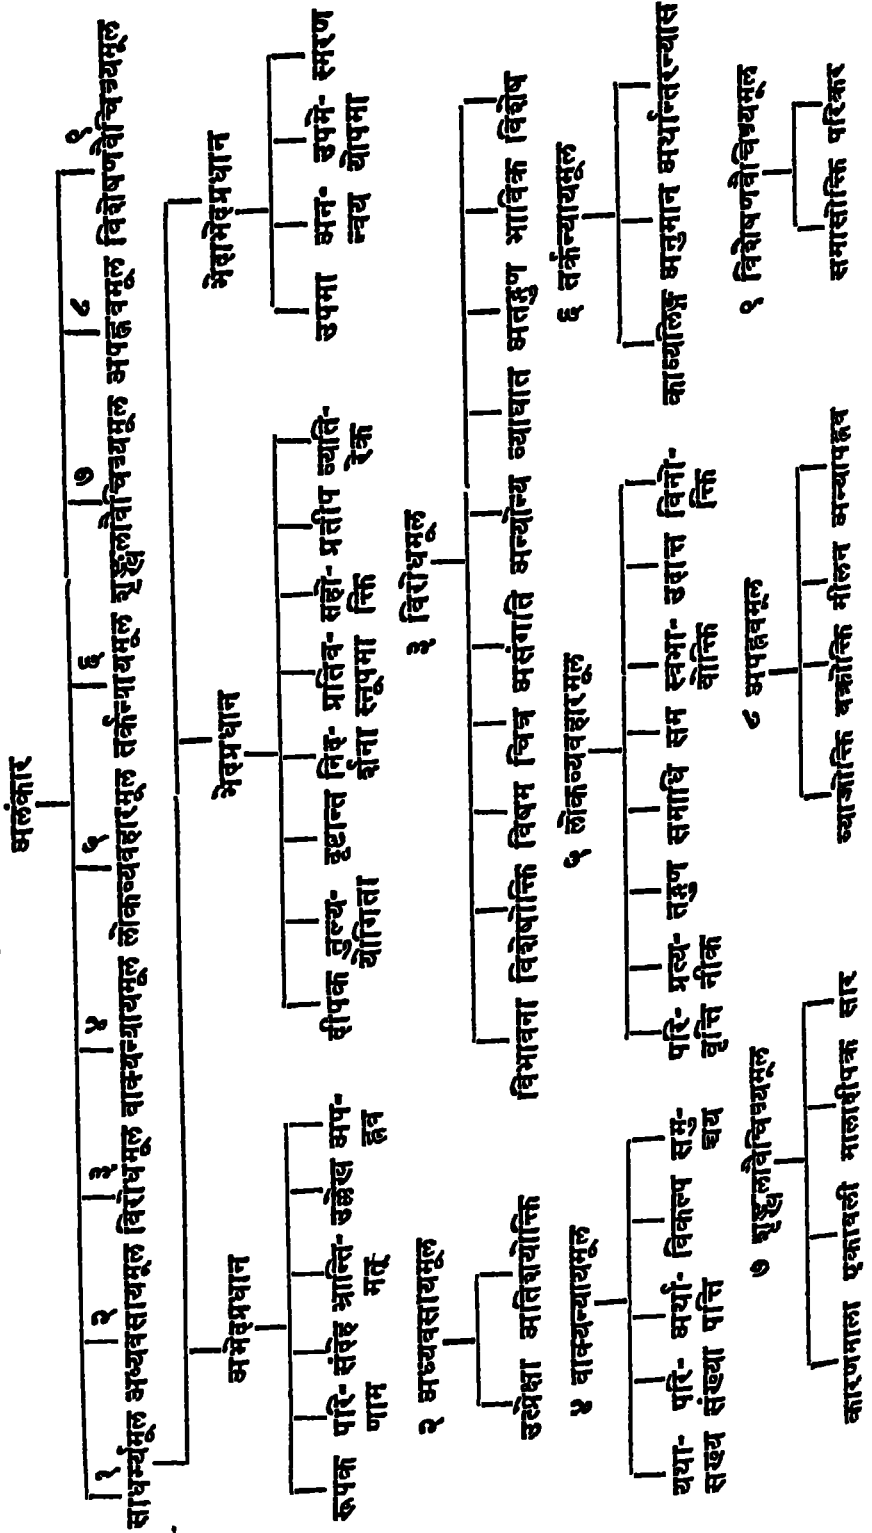 अलंकार
१ २ ३ ४ ५ ६ ७ ८ ९
साधर्म्यमूल अध्यवसायमूल विरोधमूल वाक्यन्यायमूल लोकव्यवहारमूल तर्कन्यायमूल शृङ्खलावैचित्र्यमूल अपह्नवमूल विशेषणवैचित्र्यमूल
अभेदप्रधान भेदप्रधान भेदाभेदप्रधान
रूपक परि- संदेह भ्रान्ति- उल्लेख अप- दीपक तुल्य- दृष्टान्त निद- प्रतिव- सहो- प्रतीप व्यति- उपमा अन- उपमे- स्मरण
णाम मत् ह्नव योगिता र्शना स्तूपमा क्ति रेक न्वय योपमा
२ अध्यवसायमूल ३ विरोधमूल
उत्प्रेक्षा अतिशयोक्ति विभावना विशेषोक्ति विषम चित्र असंगति अन्योन्य व्याघात अतद्गुण भाविक विशेष
४ वाक्यन्यायमूल ५ लोकव्यवहारमूल ६ तर्कन्यायमूल
यथा- परि- अर्था- विकल्प समु- परि- प्रत्य- तद्गुण समाधि सम स्वभा- उदात्त विनो- काव्यलिङ्ग अनुमान अर्थान्तरन्यास
सख्य संख्या पत्ति च्चय वृत्ति नीक वोक्ति क्ति
७ शृङ्खलावैचित्र्यमूल ८ अपह्नवमूल ९ विशेषणवैचित्र्यमूल
कारणमाला एकावली मालादीपक सार व्याजोक्ति वक्रोक्ति मीलन अन्यापह्नव समासोक्ति परिकर